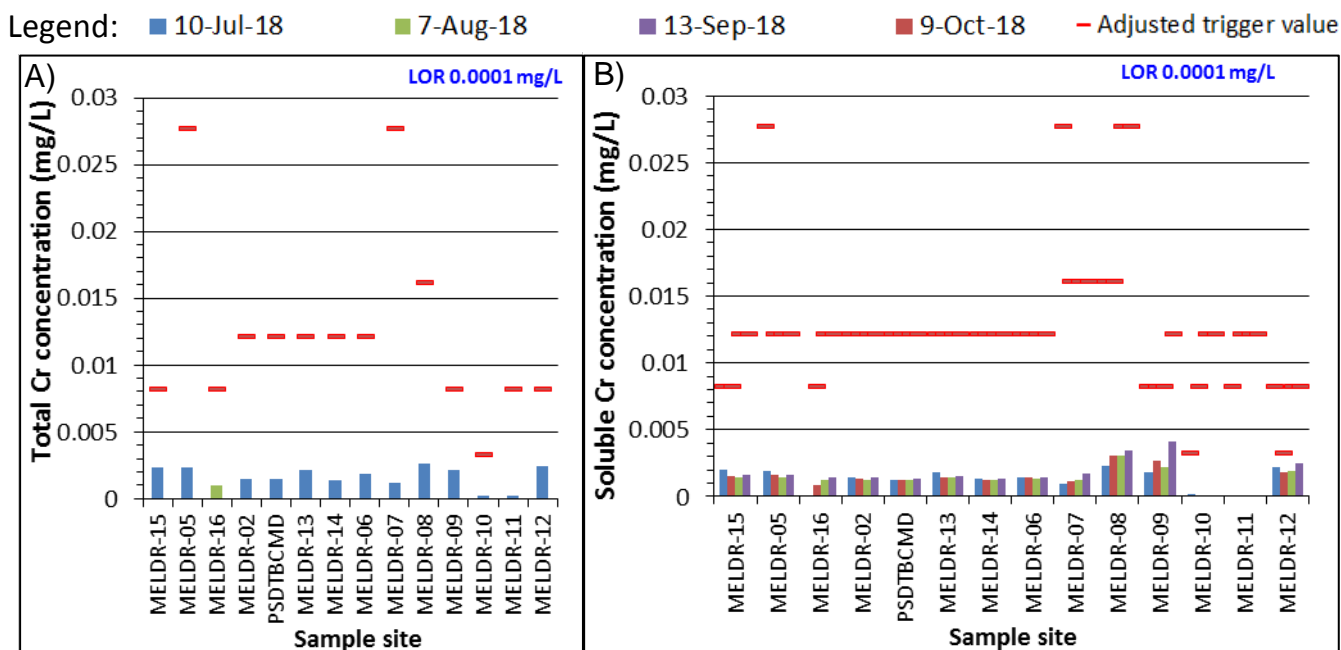 Legend: 10-Jul-18 7-Aug-18 13-Sep-18 9-Oct-18 Adjusted trigger value
A)
LOR 0.0001 mg/L
Total Cr concentration (mg/L)
0.03
0.025
0.02
0.015
0.01
0.005
0
MELDR-15
MELDR-05
MELDR-16
MELDR-02
PSDTBCMD
MELDR-13
MELDR-14
MELDR-06
MELDR-07
MELDR-08
MELDR-09
MELDR-10
MELDR-11
MELDR-12
Sample site
B)
LOR 0.0001 mg/L
Soluble Cr concentration (mg/L)
0.03
0.025
0.02
0.015
0.01
0.005
0
MELDR-15
MELDR-05
MELDR-16
MELDR-02
PSDTBCMD
MELDR-13
MELDR-14
MELDR-06
MELDR-07
MELDR-08
MELDR-09
MELDR-10
MELDR-11
MELDR-12
Sample site